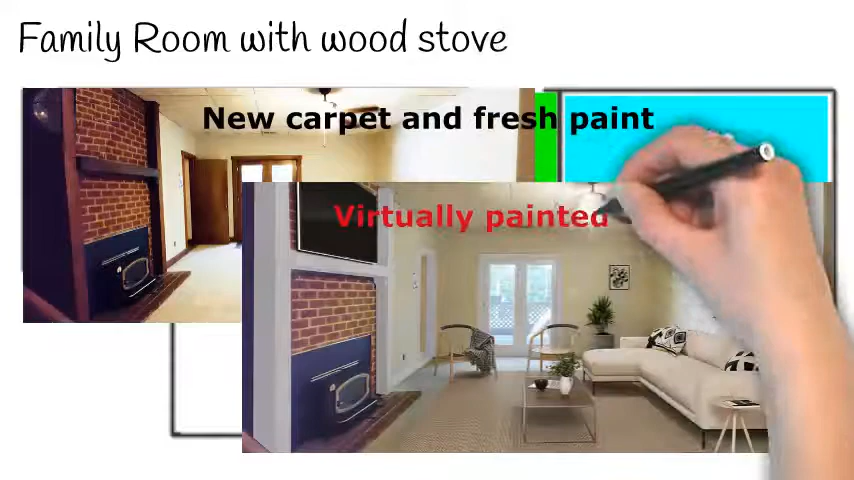 Family Room with wood stove
New carpet and fresh paint
Virtually painted